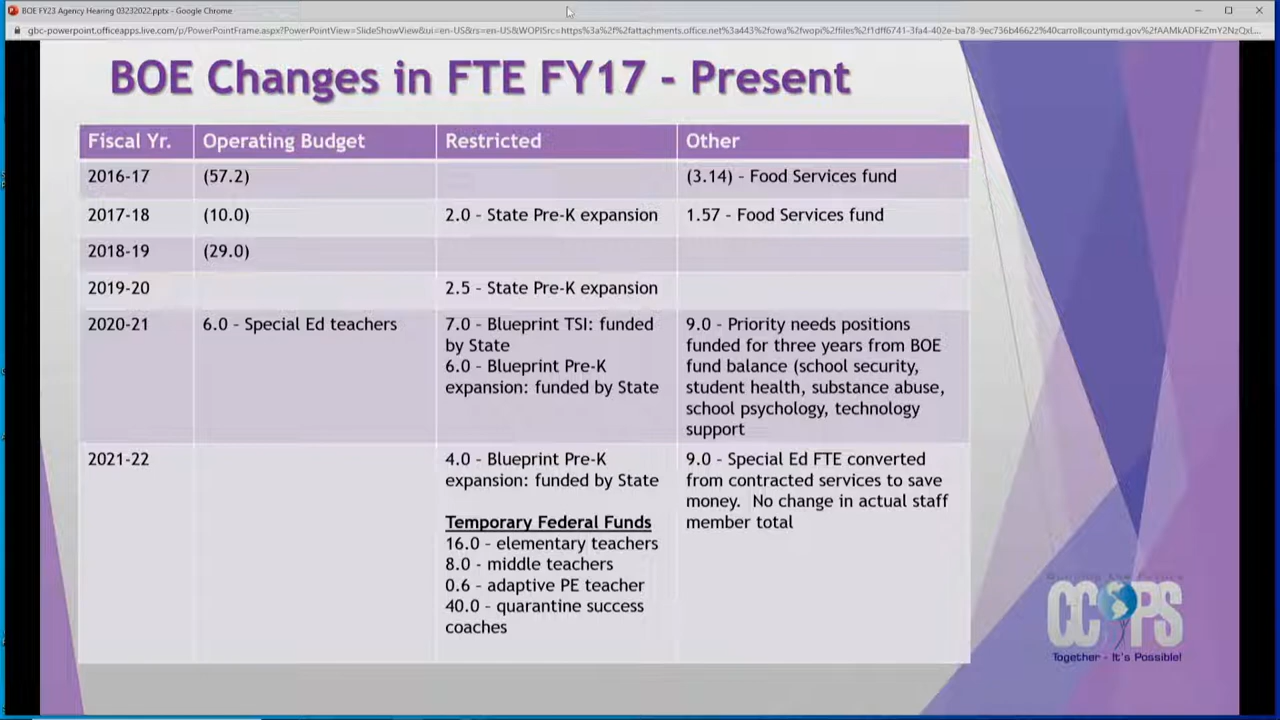 BOE FY23 Agency Hearing 03232022.pptx - Google Chrome
BOE Changes in FTE FY17 - Present
Fiscal Yr. Operating Budget Restricted Other
2016-17 (57.2) (3.14) - Food Services fund
2017-18 (10.0) 2.0 - State Pre-K expansion 1.57 - Food Services fund
2018-19 (29.0)
2019-20 2.5 - State Pre-K expansion
2020-21 6.0 - Special Ed teachers 7.0 - Blueprint TSI: funded 9.0 - Priority needs positions
by State funded for three years from BOE
6.0 - Blueprint Pre-K fund balance (school security,
expansion: funded by State student health, substance abuse,
school psychology, technology
support
2021-22 4.0 - Blueprint Pre-K 9.0 - Special Ed FTE converted
expansion: funded by State from contracted services to save
money. No change in actual staff
Temporary Federal Funds member total
16.0 - elementary teachers
8.0 - middle teachers
0.6 - adaptive PE teacher
40.0 - quarantine success
coaches
CCPS
Together - It's Possible!